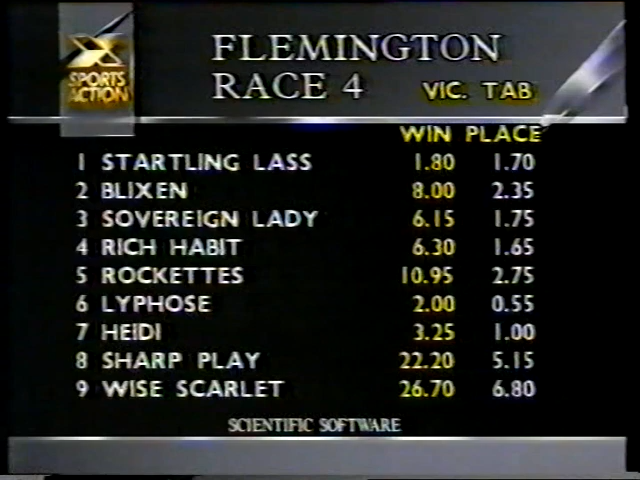 X
SPORTS
ACTION
FLEMINGTON
RACE 4 VIC. TAB
WIN PLACE
1 STARTLING LASS 1.80 1.70
2 BLIXEN 8.00 2.35
3 SOVEREIGN LADY 6.15 1.75
4 RICH HABIT 6.30 1.65
5 ROCKETTES 10.95 2.75
6 LYPHOSE 2.00 0.55
7 HEIDI 3.25 1.00
8 SHARP PLAY 22.20 5.15
9 WISE SCARLET 26.70 6.80
SCIENTIFIC SOFTWARE